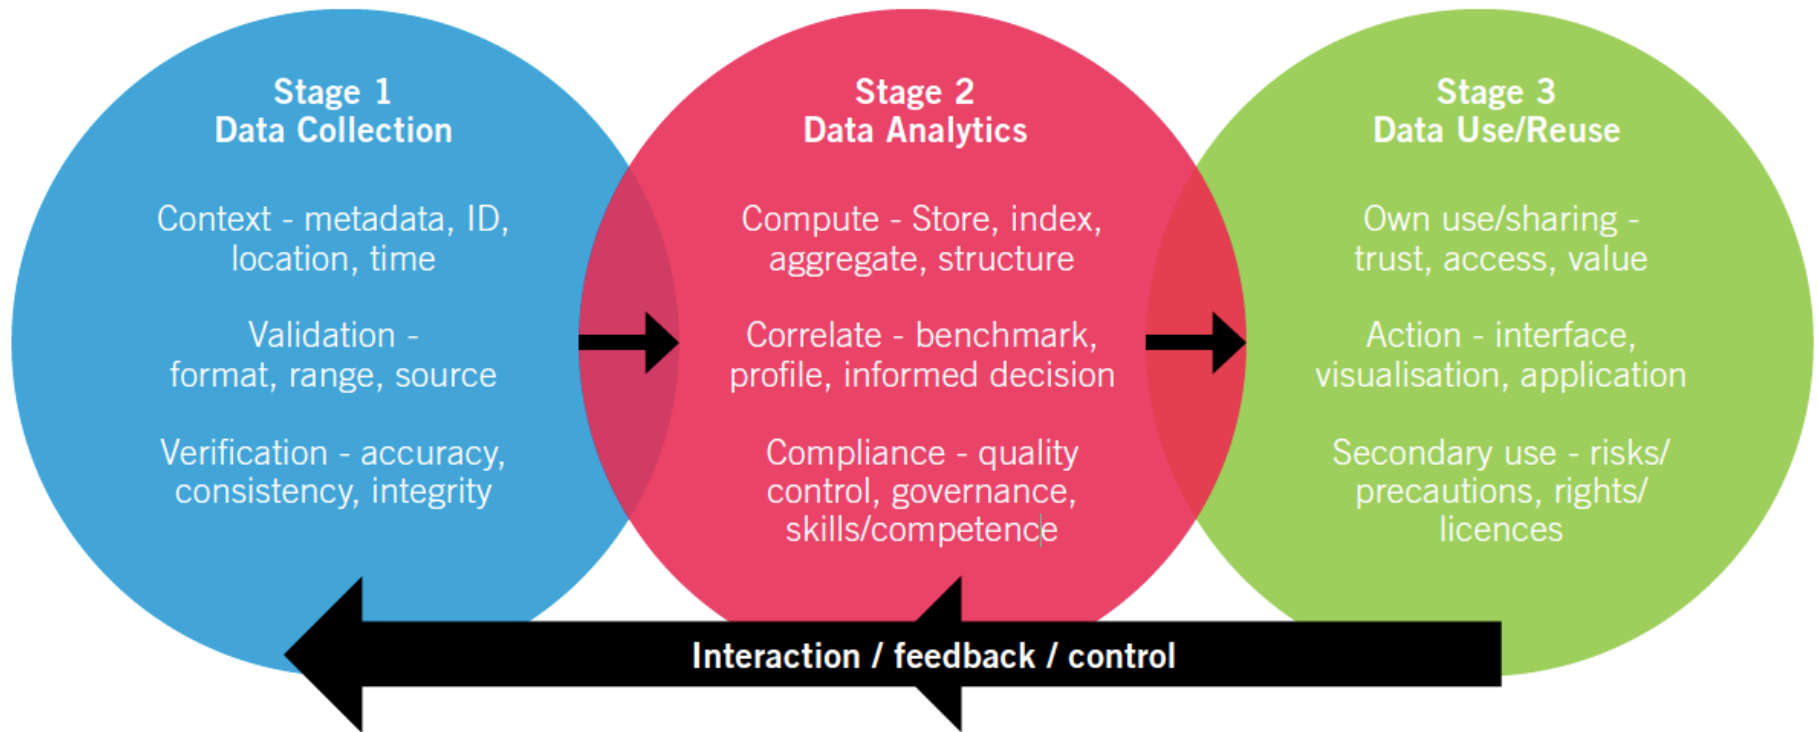 Stage 1
Data Collection
Context - metadata, ID,
location, time
Validation -
format, range, source
Verification - accuracy,
consistency, integrity
Stage 2
Data Analytics
Compute - Store, index,
aggregate, structure
Correlate - benchmark,
profile, informed decision
Compliance - quality
control, governance,
skills/competence
Stage 3
Data Use/Reuse
Own use/sharing -
trust, access, value
Action - interface,
visualisation, application
Secondary use - risks/
precautions, rights/
licences
Interaction / feedback / control